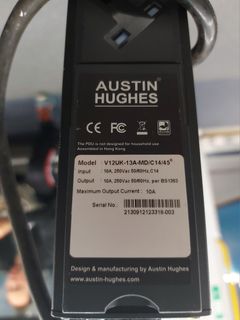 AUSTIN
HUGHES
CE FC
The PDU is not designed for household use
Assembled in Hong Kong
Model : V12UK-13A-MD/C14/45⁰
Input : 10A, 250Vac 50/60Hz, C14
Output : 10A, 250Vac 50/60Hz, per BS1363
Maximum Output Current : 10A
Serial No. :
2130912123318-003
Design & manufacturing by Austin Hughes
www.austin-hughes.com